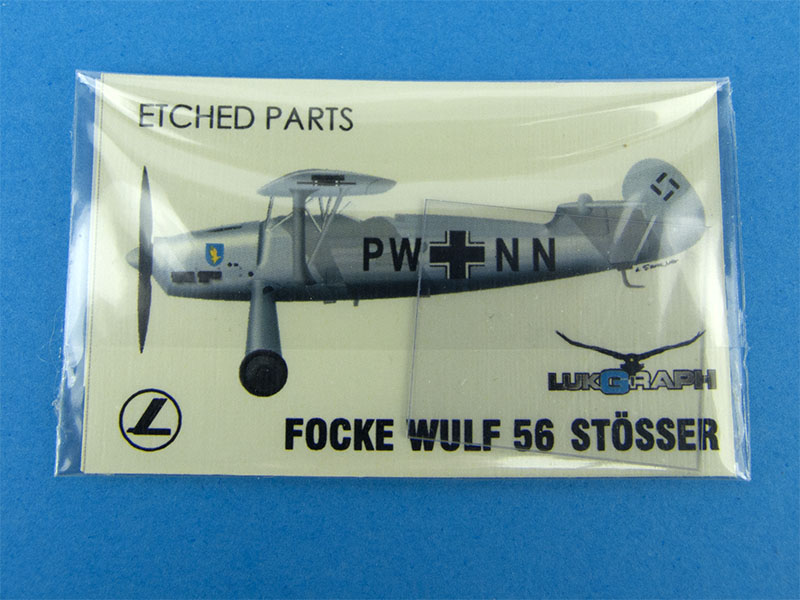 ETCHED PARTS
PW NN
LUKGRAPH
L
FOCKE WULF 56 STÖSSER